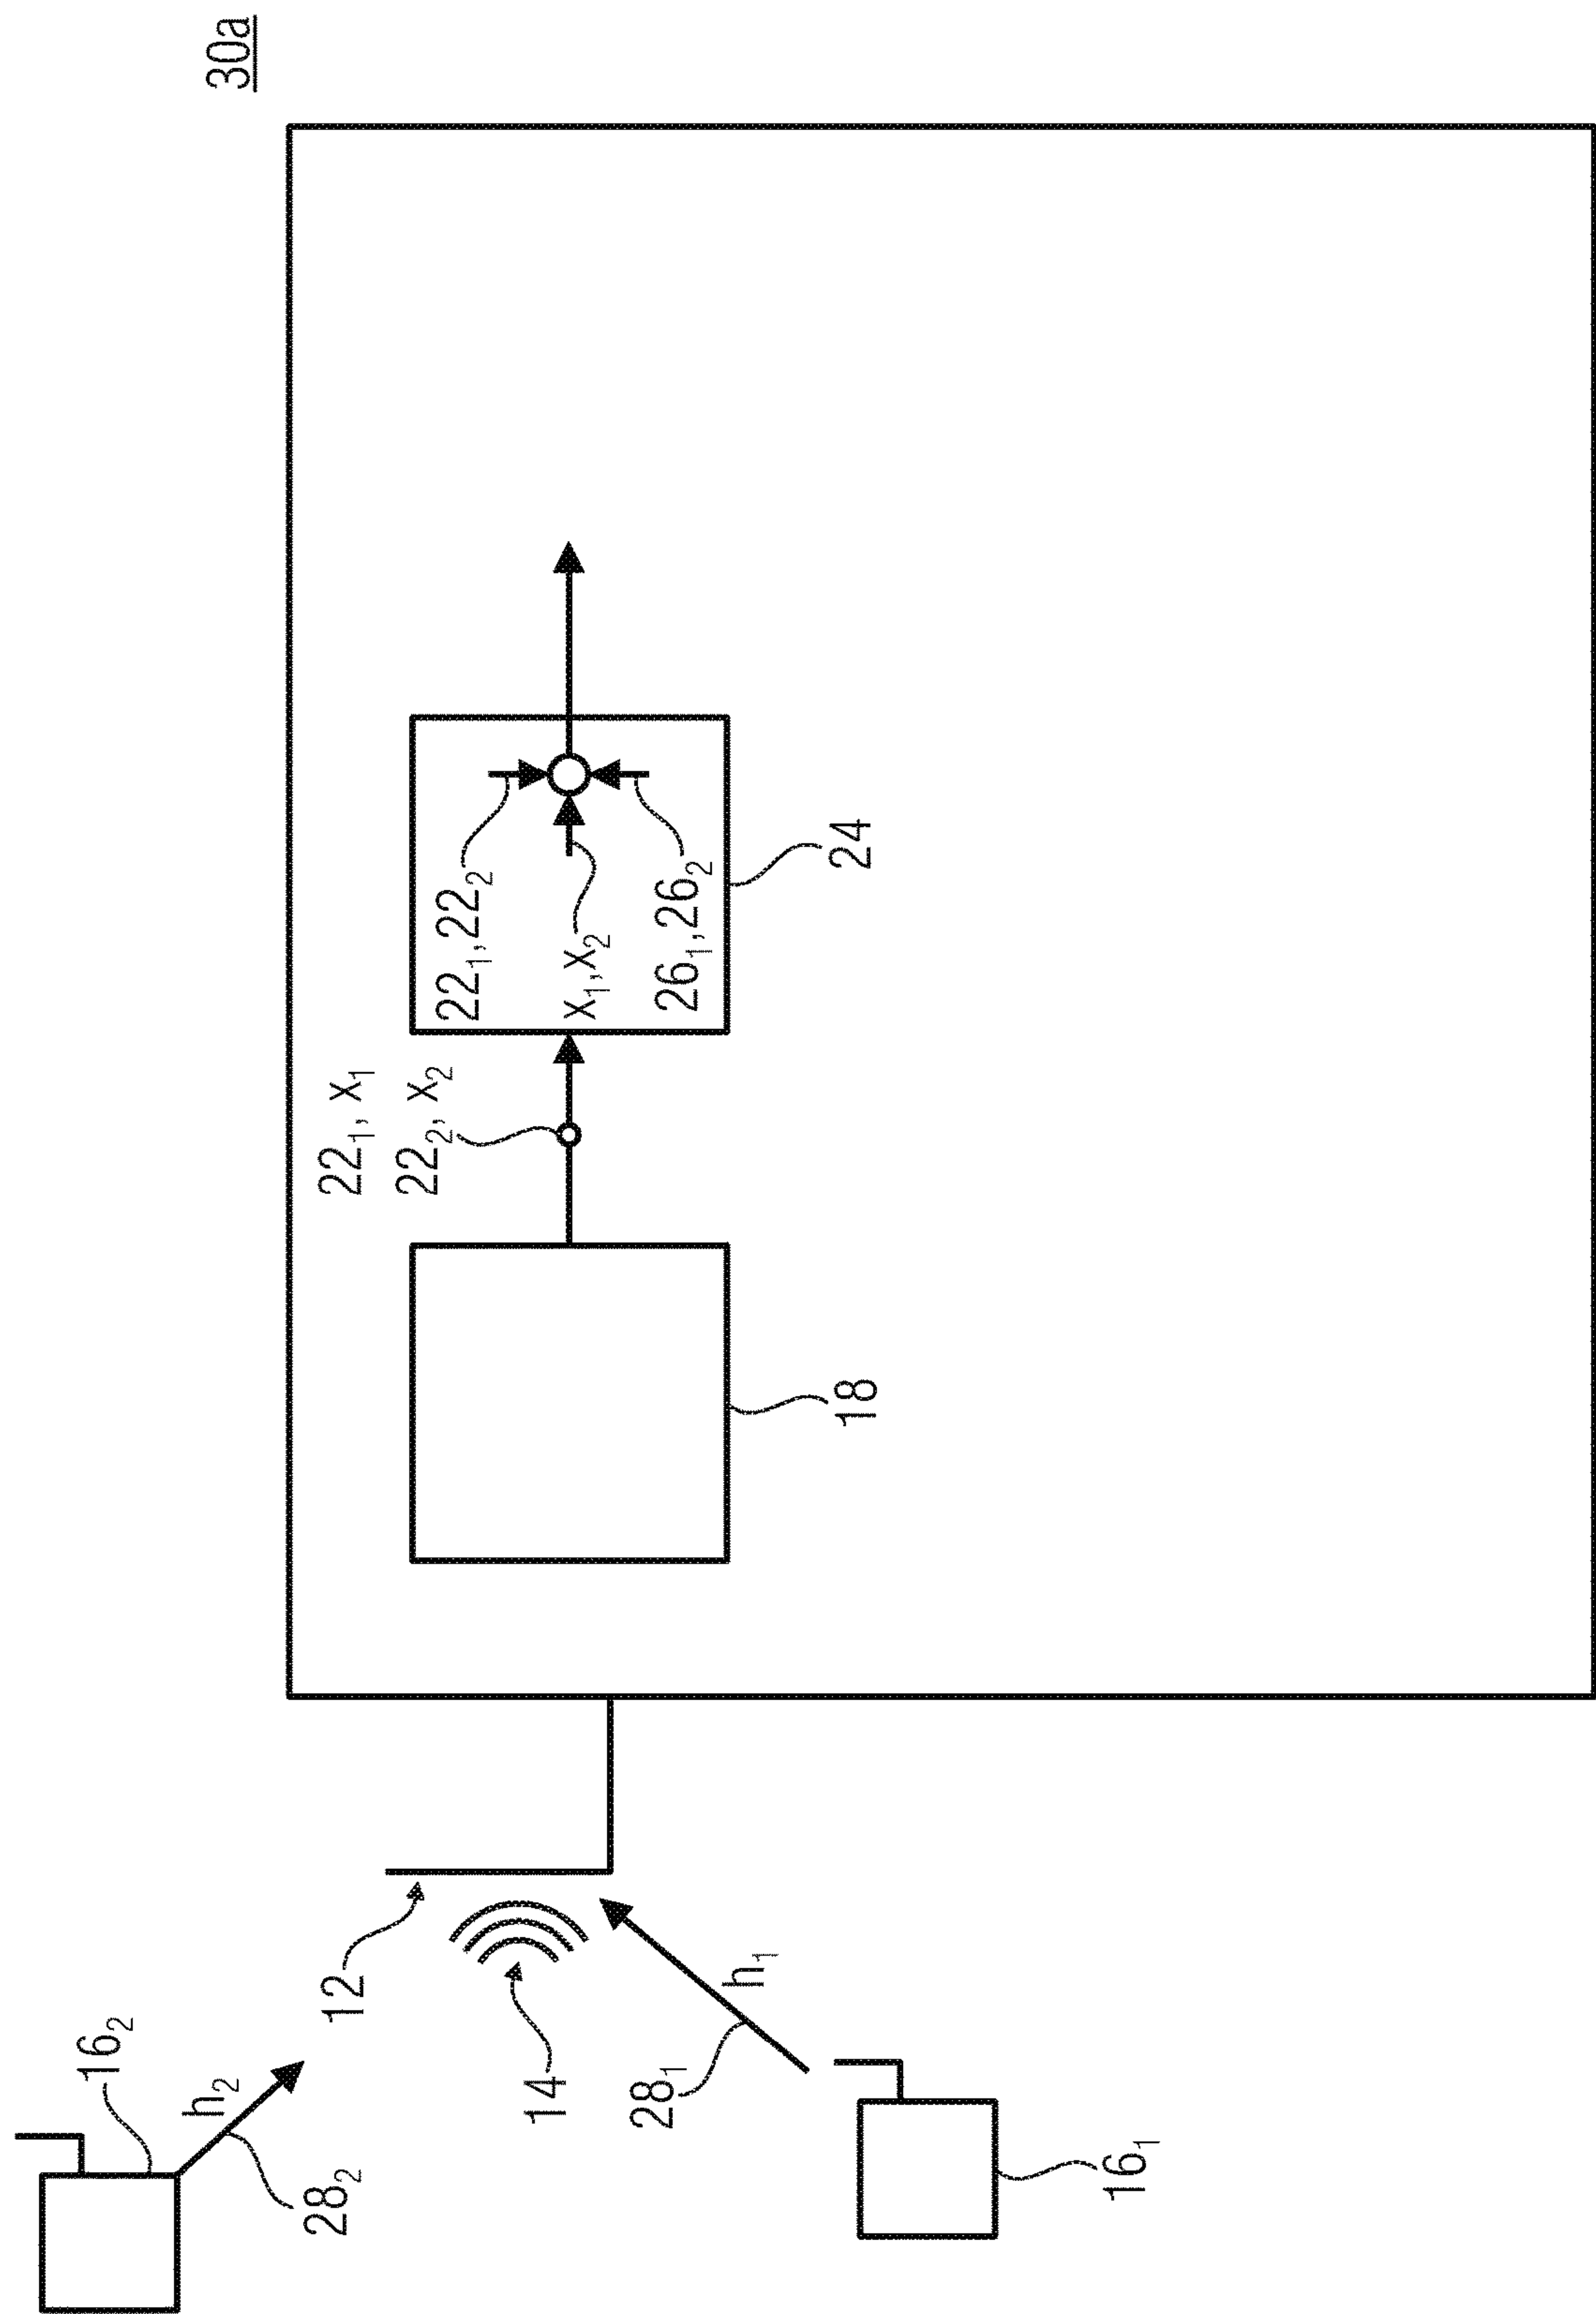 16₂
h₂
30a
28₂
12
22₁, x₁
22₂, x₂
22₁,22₂
14
x₁,x₂
28₁
26₁,26₂
h₁
18
24
16₁